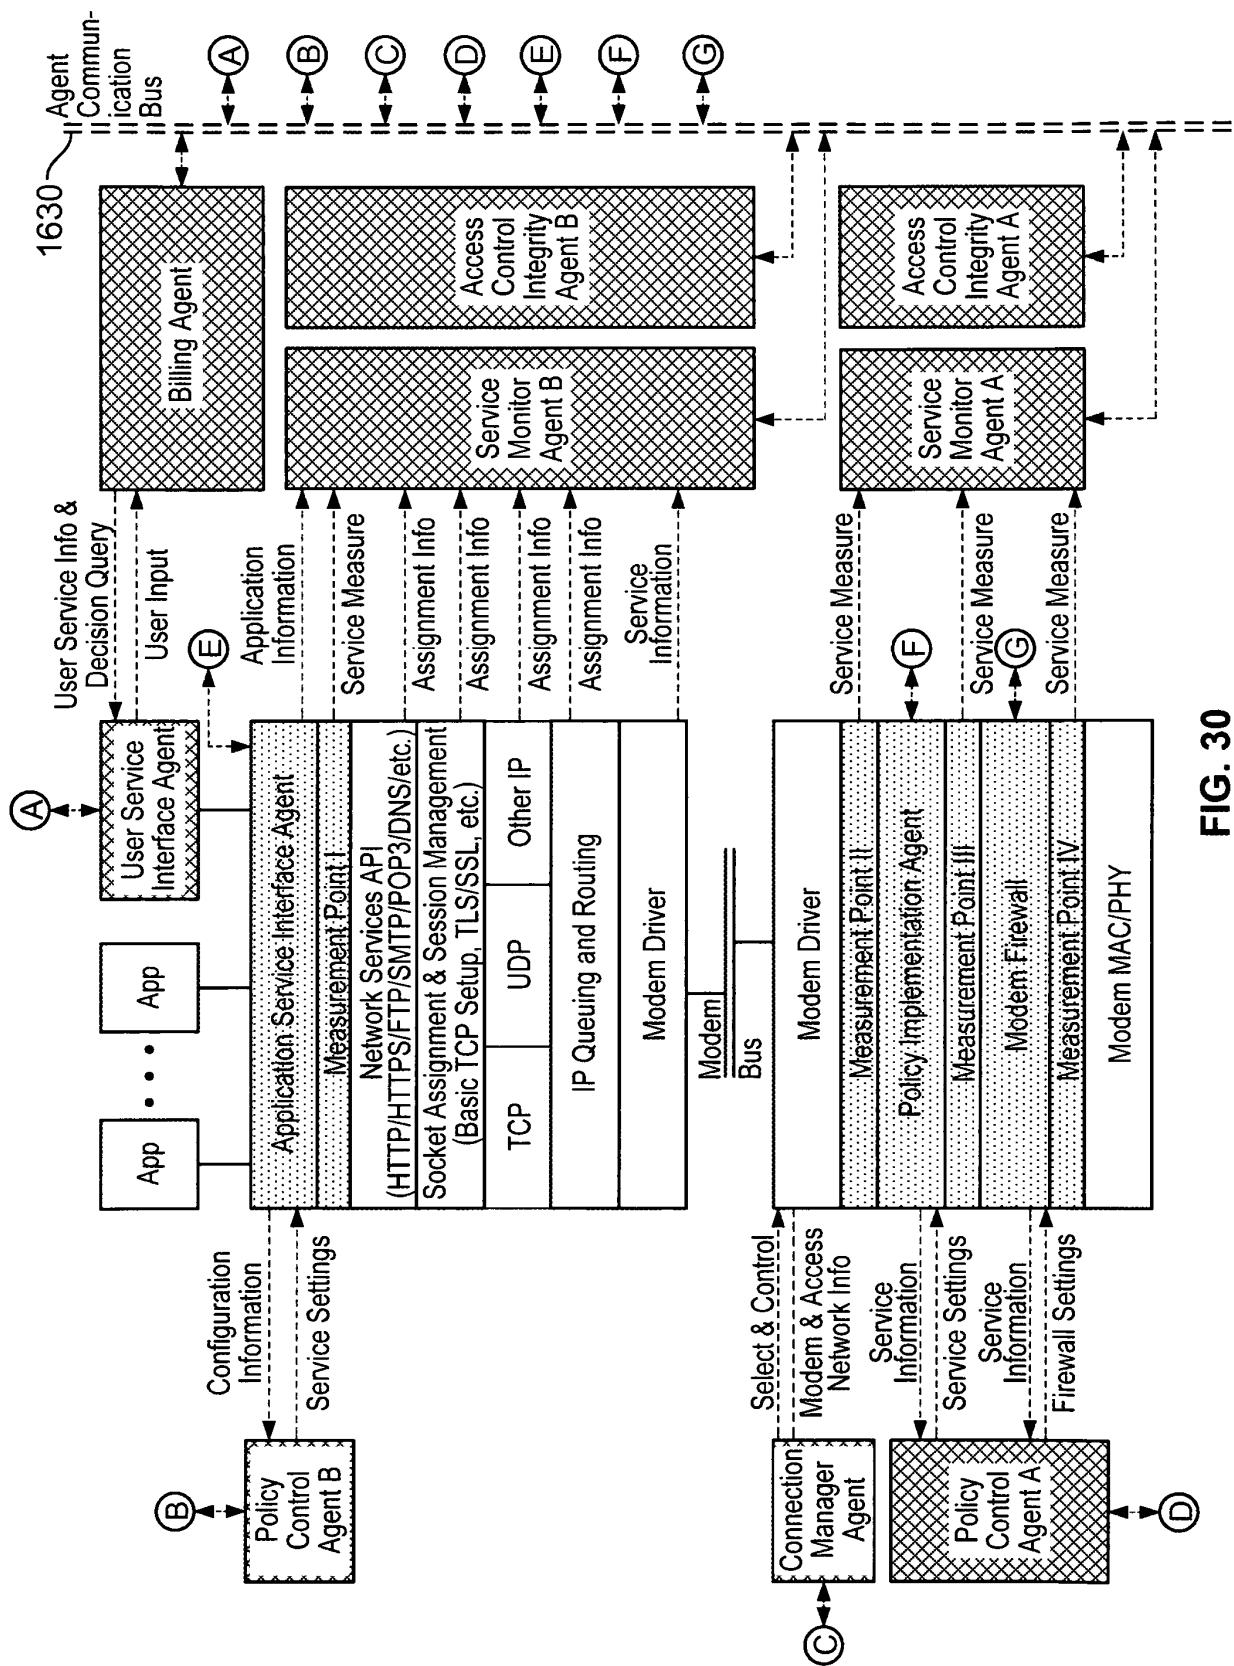 1630
Agent
Commun-
ication
Bus
A
B
C
D
E
F
G
Billing Agent
Access
Control
Integrity
Agent B
Access
Control
Integrity
Agent A
Service
Monitor
Agent B
Service
Monitor
Agent A
User Service Info &
Decision Query
User Input
E
Application
Information
Service Measure
Assignment Info
Assignment Info
Assignment Info
Assignment Info
Service
Information
Service Measure
F
Service Measure
G
Service Measure
A
User Service
Interface Agent
App
App
Application Service Interface Agent
Measurement Point I
Network Services API
(HTTP/HTTPS/FTP/SMTP/POP3/DNS/etc.)
Socket Assignment & Session Management
(Basic TCP Setup, TLS/SSL, etc.)
TCP
UDP
Other IP
IP Queuing and Routing
Modem Driver
Modem
Bus
Modem Driver
Measurement Point II
Policy Implementation Agent
Measurement Point III
Modem Firewall
Measurement Point IV
Modem MAC/PHY
Configuration
Information
Service Settings
Select & Control
Modem & Access
Network Info
Service
Information
Service Settings
Service
Information
Firewall Settings
B
Policy
Control
Agent B
Connection
Manager
Agent
C
Policy
Control
Agent A
D
FIG. 30